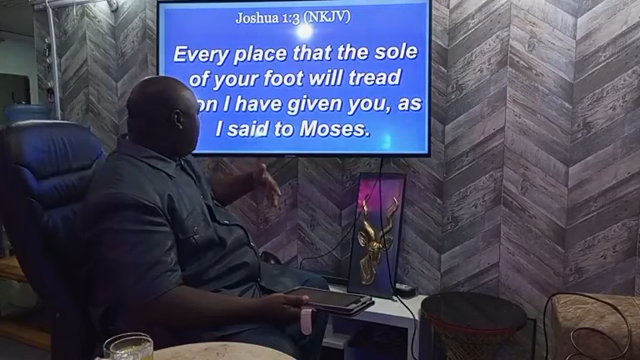 Joshua 1:3 (NKJV)
Every place that the sole
of your foot will tread
on I have given you, as
I said to Moses.